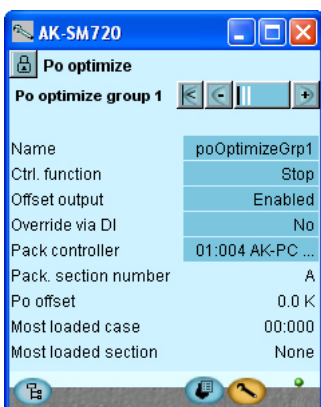 AK-SM720
Po optimize
Po optimize group 1
Name poOptimizeGrp1
Ctrl. function Stop
Offset output Enabled
Override via DI No
Pack controller 01:004 AK-PC ...
Pack. section number A
Po offset 0.0 K
Most loaded case 00:000
Most loaded section None